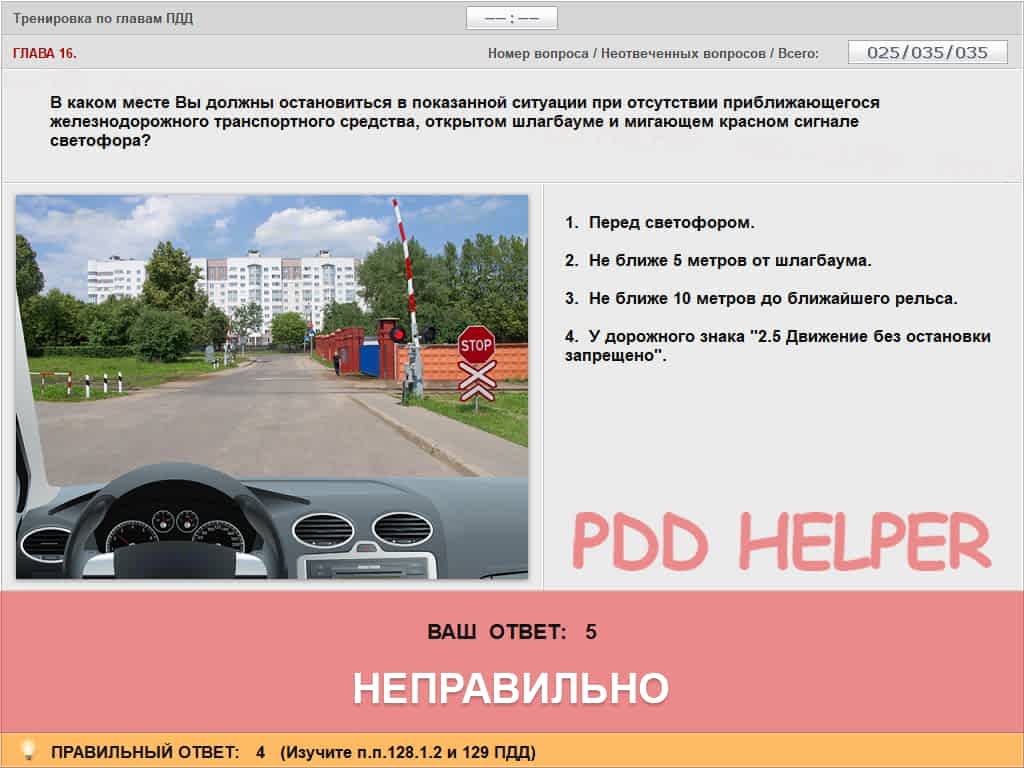 Тренировка по главам ПДД
–– : ––
ГЛАВА 16.
Номер вопроса / Неотвеченных вопросов / Всего:
025/035/035
В каком месте Вы должны остановиться в показанной ситуации при отсутствии приближающегося
железнодорожного транспортного средства, открытом шлагбауме и мигающем красном сигнале
светофора?
STOP
1. Перед светофором.
2. Не ближе 5 метров от шлагбаума.
3. Не ближе 10 метров до ближайшего рельса.
4. У дорожного знака "2.5 Движение без остановки
запрещено".
PDD HELPER
ВАШ ОТВЕТ: 5
НЕПРАВИЛЬНО
ПРАВИЛЬНЫЙ ОТВЕТ: 4 (Изучите п.п.128.1.2 и 129 ПДД)